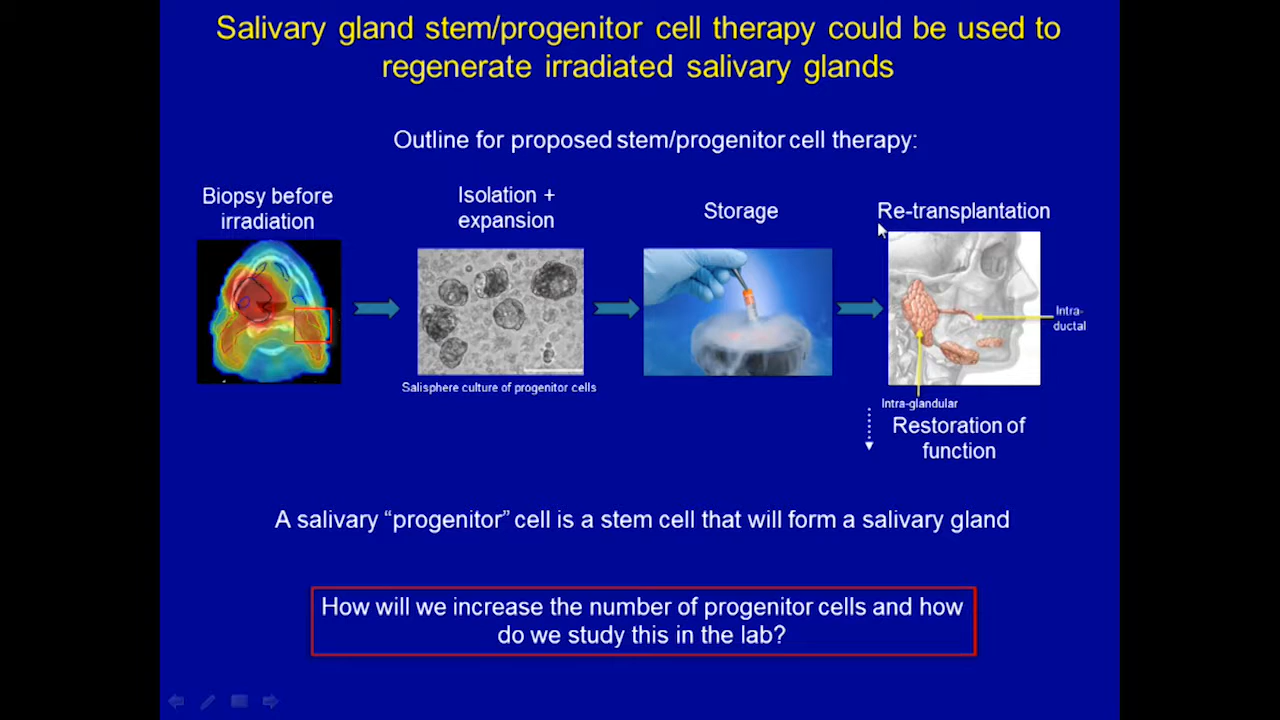 Salivary gland stem/progenitor cell therapy could be used to
regenerate irradiated salivary glands
Outline for proposed stem/progenitor cell therapy:
Biopsy before
irradiation
Isolation +
expansion
Storage
Re-transplantation
Intra-
ductal
Salisphere culture of progenitor cells
Intra-glandular
Restoration of
function
A salivary “progenitor” cell is a stem cell that will form a salivary gland
How will we increase the number of progenitor cells and how
do we study this in the lab?